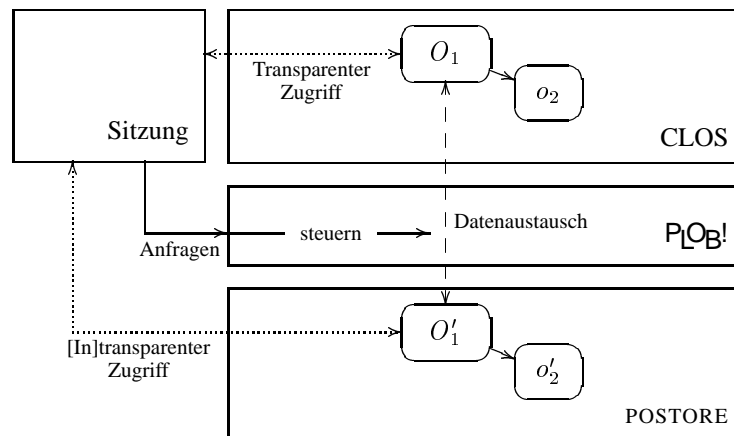 O₁
Transparenter
Zugriff
o₂
Sitzung
CLOS
Datenaustausch
steuern
PLOB!
Anfragen
O′₁
[In]transparenter
Zugriff
o′₂
POSTORE